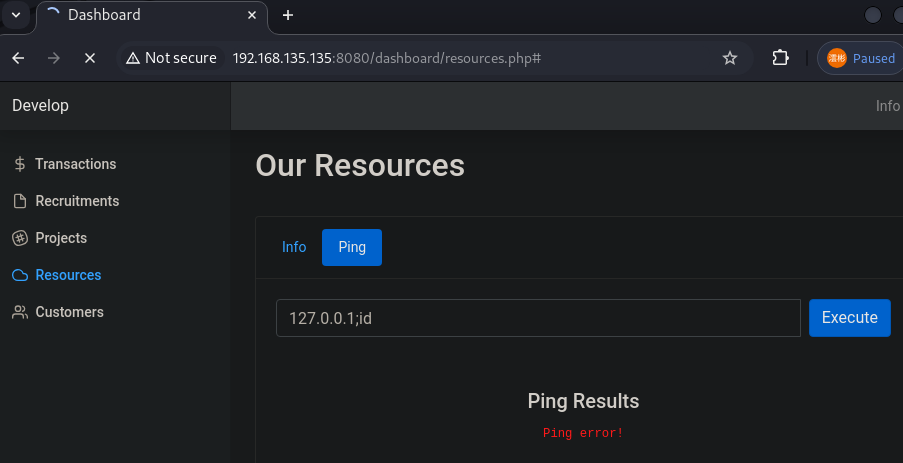 Dashboard
Not secure 192.168.135.135:8080/dashboard/resources.php#
Paused
Develop
Info
Transactions
Recruitments
Projects
Resources
Customers
Our Resources
Info Ping
127.0.0.1;id
Execute
Ping Results
Ping error!